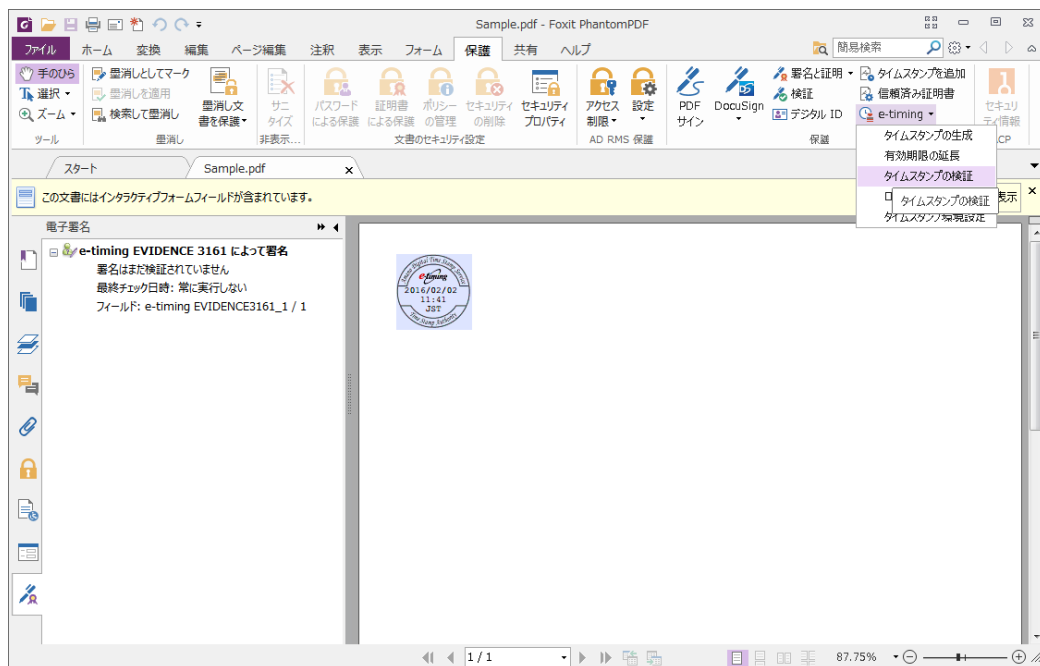 Sample.pdf - Foxit PhantomPDF
ファイル ホーム 変換 編集 ページ編集 注釈 表示 フォーム 保護 共有 ヘルプ 簡易検索
手のひら
選択
ズーム
ツール
墨消しとしてマーク
墨消しを適用
検索して墨消し
墨消し文
書を保護
墨消し
サニ
タイズ
非表示...
パスワード
による保護
証明書
による保護
ポリシー
の管理
セキュリティ
の削除
セキュリティ
プロパティ
文書のセキュリティ設定
アクセス
制限
設定
AD RMS 保護
PDF
サイン
DocuSign
署名と証明
検証
デジタル ID
タイムスタンプを追加
信頼済み証明書
e-timing
保護
セキュリ
ティ情報
ACP
タイムスタンプの生成
有効期限の延長
タイムスタンプの検証
タイムスタンプの検証
タイムスタンプ環境設定
スタート
Sample.pdf
この文書にはインタラクティブフォームフィールドが含まれています。
表示
電子署名
e-timing EVIDENCE 3161 によって署名
署名はまだ検証されていません
最終チェック日時: 常に実行しない
フィールド: e-timing EVIDENCE3161_1 / 1
Amano Digital Time Stamp Service
e-timing
2016/02/02
11:41
JST
Time Stamp Authority
1 / 1
87.75%